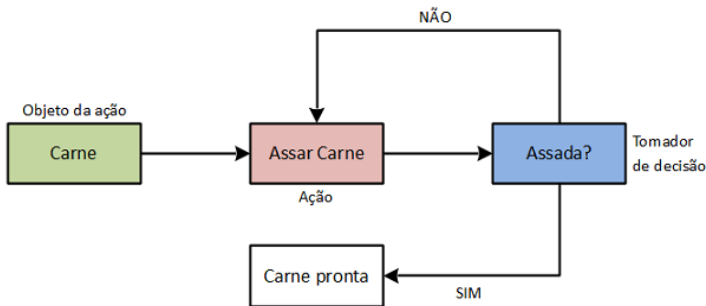 NÃO
Objeto da ação
Carne
Assar Carne
Assada?
Tomador
de decisão
Ação
Carne pronta
SIM